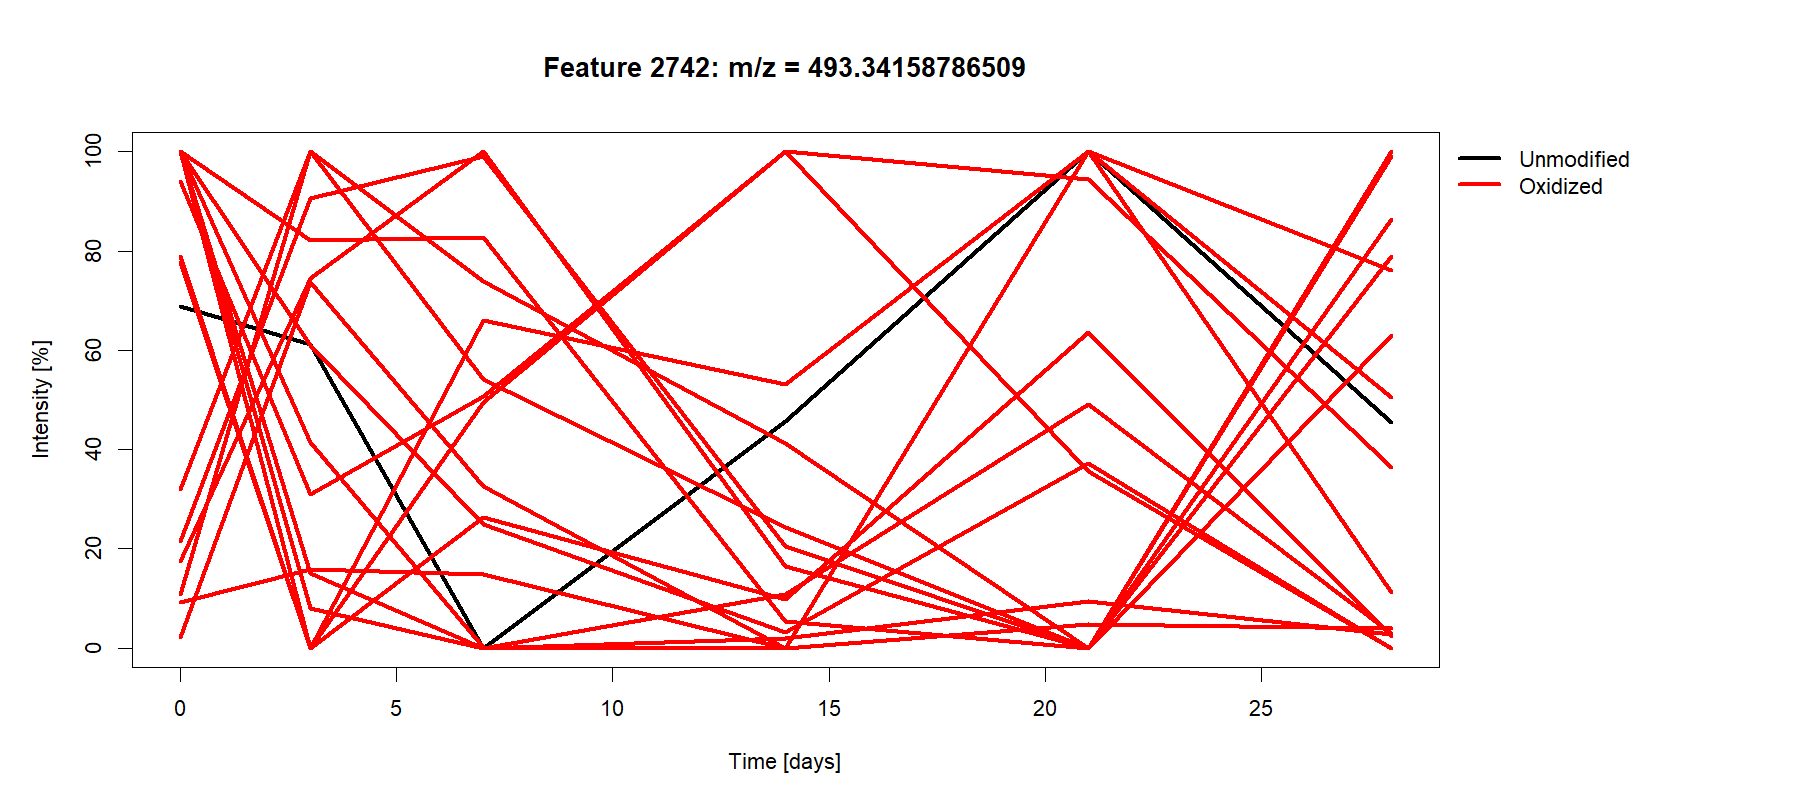 Feature 2742: m/z = 493.34158786509
Unmodified
Oxidized
Intensity [%]
100
80
60
40
20
0
0 5 10 15 20 25
Time [days]